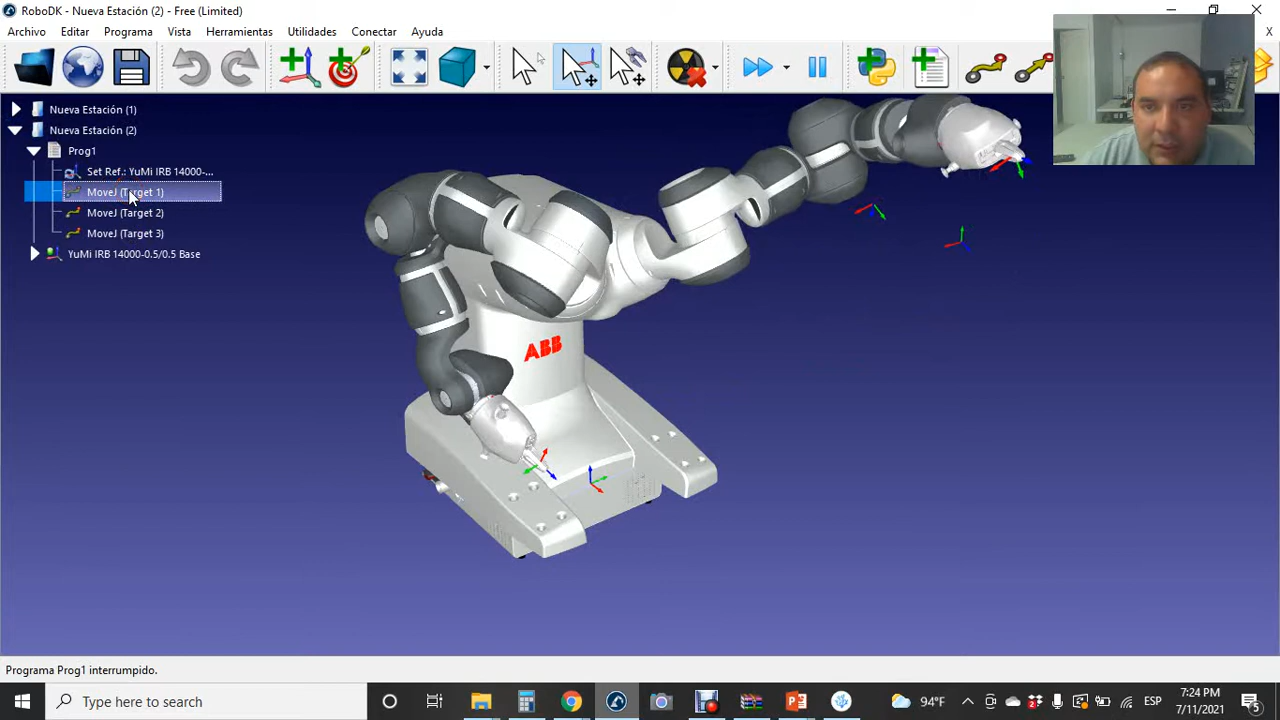 RoboDK - Nueva Estación (2) - Free (Limited)
Archivo Editar Programa Vista Herramientas Utilidades Conectar Ayuda
X
Nueva Estación (1)
Nueva Estación (2)
Prog1
Set Ref.: YuMi IRB 14000-...
MoveJ (Target 1)
MoveJ (Target 2)
MoveJ (Target 3)
YuMi IRB 14000-0.5/0.5 Base
ABB
Programa Prog1 interrumpido.
Type here to search
94°F
ESP
7:24 PM
7/11/2021
5